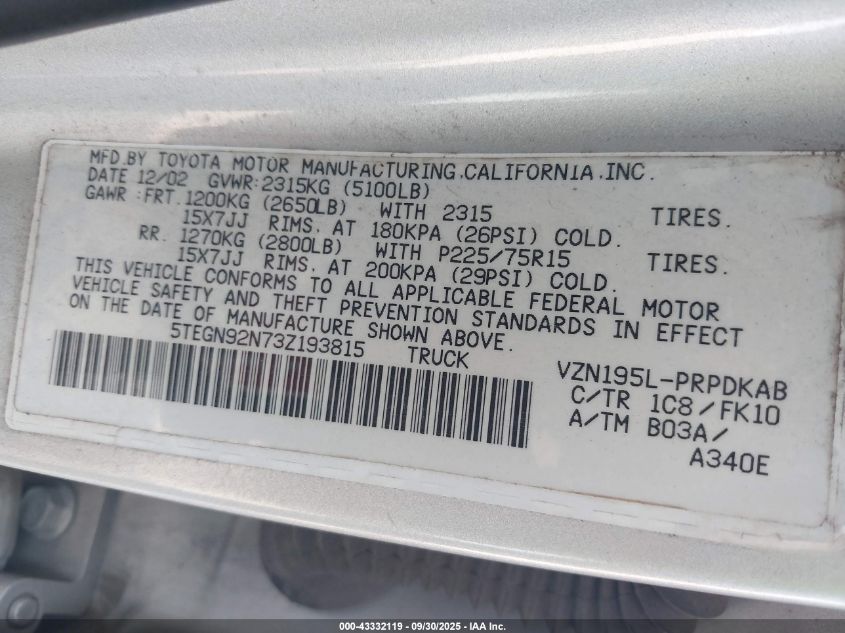 MFD.BY TOYOTA MOTOR MANUFACTURING,CALIFORNIA,INC.
DATE 12/02 GVWR:2315KG (5100LB)
GAWR :FRT.1200KG (2650LB) WITH 2315 TIRES.
15X7JJ RIMS, AT 180KPA (26PSI) COLD.
RR. 1270KG (2800LB) WITH P225/75R15 TIRES.
15X7JJ RIMS, AT 200KPA (29PSI) COLD.
THIS VEHICLE CONFORMS TO ALL APPLICABLE FEDERAL MOTOR
VEHICLE SAFETY AND THEFT PREVENTION STANDARDS IN EFFECT
ON THE DATE OF MANUFACTURE SHOWN ABOVE.
5TEGN92N73Z193815 TRUCK
VZN195L-PRPDKAB
C/TR 1C8/FK10
A/TM B03A/
A340E
000-43332119 - 09/30/2025 - IAA Inc.